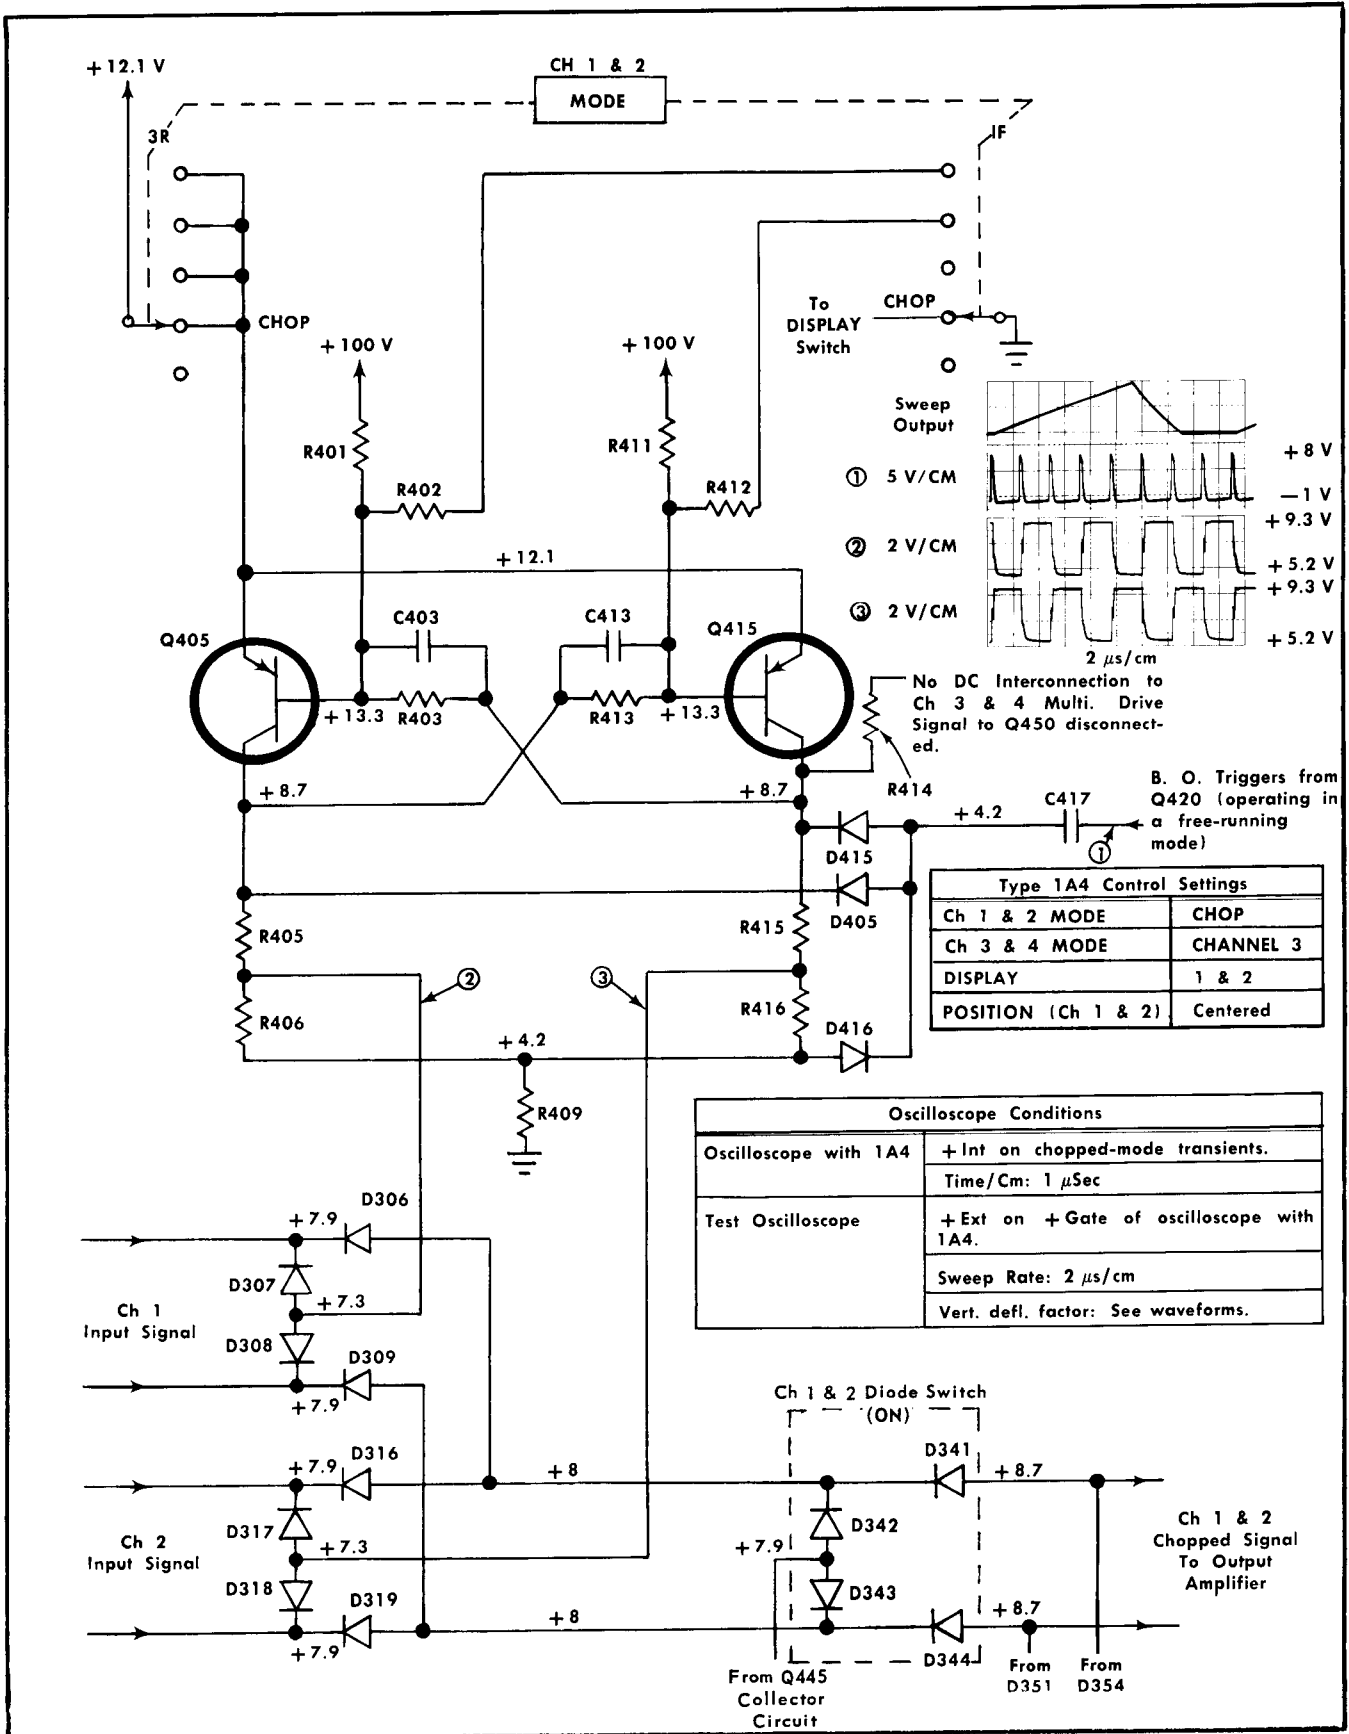 + 12.1 V
CH 1 & 2
MODE
3R
IF
CHOP
To
DISPLAY
Switch
CHOP
+ 100 V
+ 100 V
R401
R411
R402
R412
Sweep
Output
① 5 V/CM
+ 8 V
— 1 V
② 2 V/CM
+ 9.3 V
+ 5.2 V
③ 2 V/CM
+ 9.3 V
+ 5.2 V
2 μs/cm
+ 12.1
Q405
C403
C413
Q415
+ 13.3
R403
R413
+ 13.3
No DC Interconnection to
Ch 3 & 4 Multi. Drive
Signal to Q450 disconnect-
ed.
R414
+ 8.7
+ 8.7
B. O. Triggers from
Q420 (operating in
a free-running
mode)
C417
+ 4.2
①
D415
D405
R405
R415
②
③
R406
R416
D416
+ 4.2
R409
Type 1A4 Control Settings
Ch 1 & 2 MODE CHOP
Ch 3 & 4 MODE CHANNEL 3
DISPLAY 1 & 2
POSITION (Ch 1 & 2) Centered
Oscilloscope Conditions
Oscilloscope with 1A4 + Int on chopped-mode transients.
Time/Cm: 1 μSec
Test Oscilloscope + Ext on + Gate of oscilloscope with
1A4.
Sweep Rate: 2 μs/cm
Vert. defl. factor: See waveforms.
D306
+ 7.9
D307
+ 7.3
Ch 1
Input Signal
D308
D309
+ 7.9
D316
+ 7.9
+ 8
D317
Ch 2
Input Signal
+ 7.3
D318
D319
+ 7.9
+ 8
Ch 1 & 2 Diode Switch
(ON)
D341
+ 8.7
D342
+ 7.9
D343
+ 8.7
D344
Ch 1 & 2
Chopped Signal
To Output
Amplifier
From Q445
Collector
Circuit
From
D351
From
D354